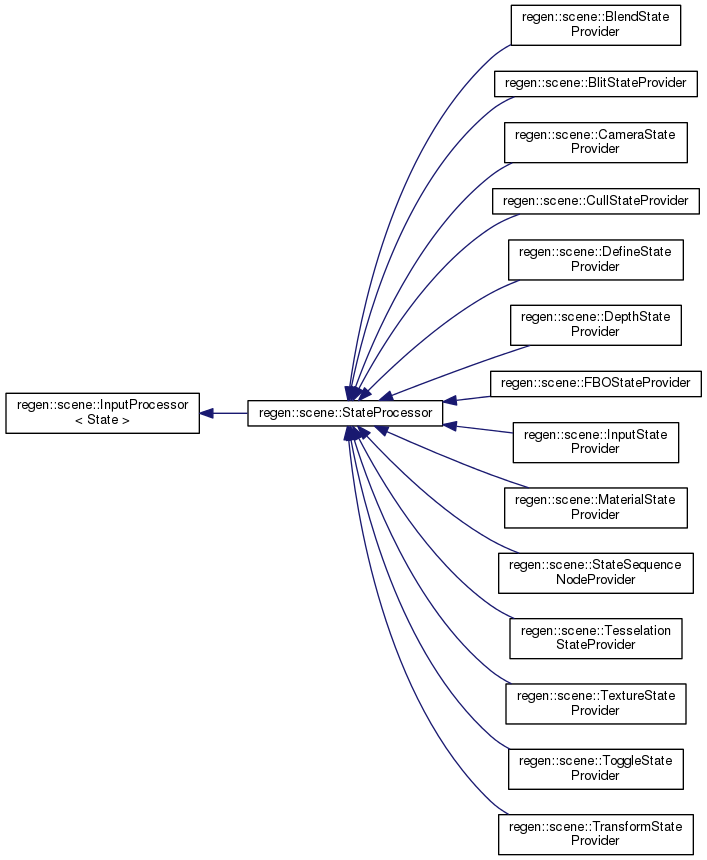 regen::scene::InputProcessor
< State >
regen::scene::StateProcessor
regen::scene::BlendState
Provider
regen::scene::BlitStateProvider
regen::scene::CameraState
Provider
regen::scene::CullStateProvider
regen::scene::DefineState
Provider
regen::scene::DepthState
Provider
regen::scene::FBOStateProvider
regen::scene::InputState
Provider
regen::scene::MaterialState
Provider
regen::scene::StateSequence
NodeProvider
regen::scene::Tesselation
StateProvider
regen::scene::TextureState
Provider
regen::scene::ToggleState
Provider
regen::scene::TransformState
Provider